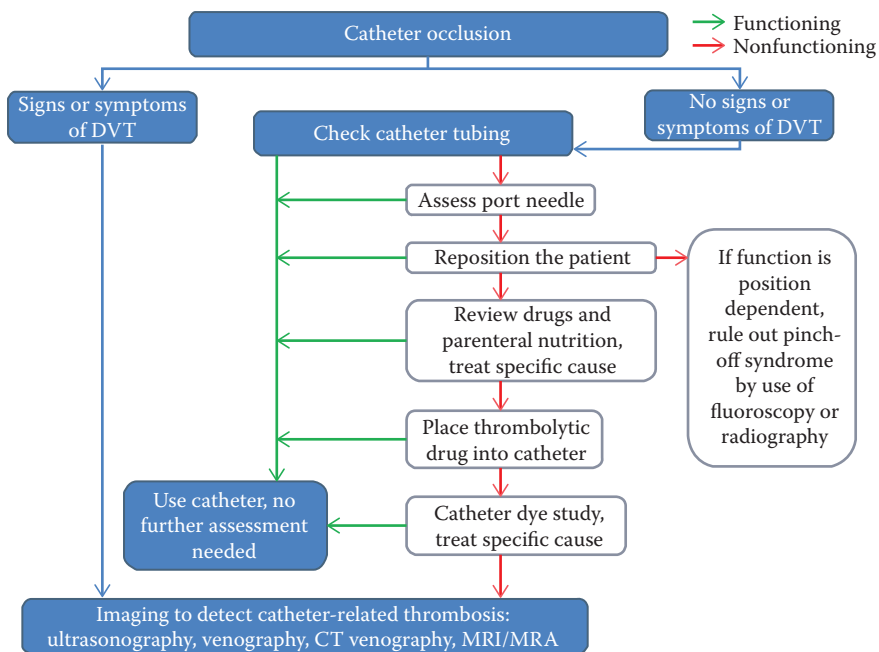 Catheter occlusion
Functioning
Nonfunctioning
Signs or symptoms
of DVT
No signs or
symptoms of DVT
Check catheter tubing
Assess port needle
Reposition the patient
If function is
position
dependent,
rule out pinch-
off syndrome
by use of
fluoroscopy or
radiography
Review drugs and
parenteral nutrition,
treat specific cause
Place thrombolytic
drug into catheter
Use catheter, no
further assessment
needed
Catheter dye study,
treat specific cause
Imaging to detect catheter-related thrombosis:
ultrasonography, venography, CT venography, MRI/MRA